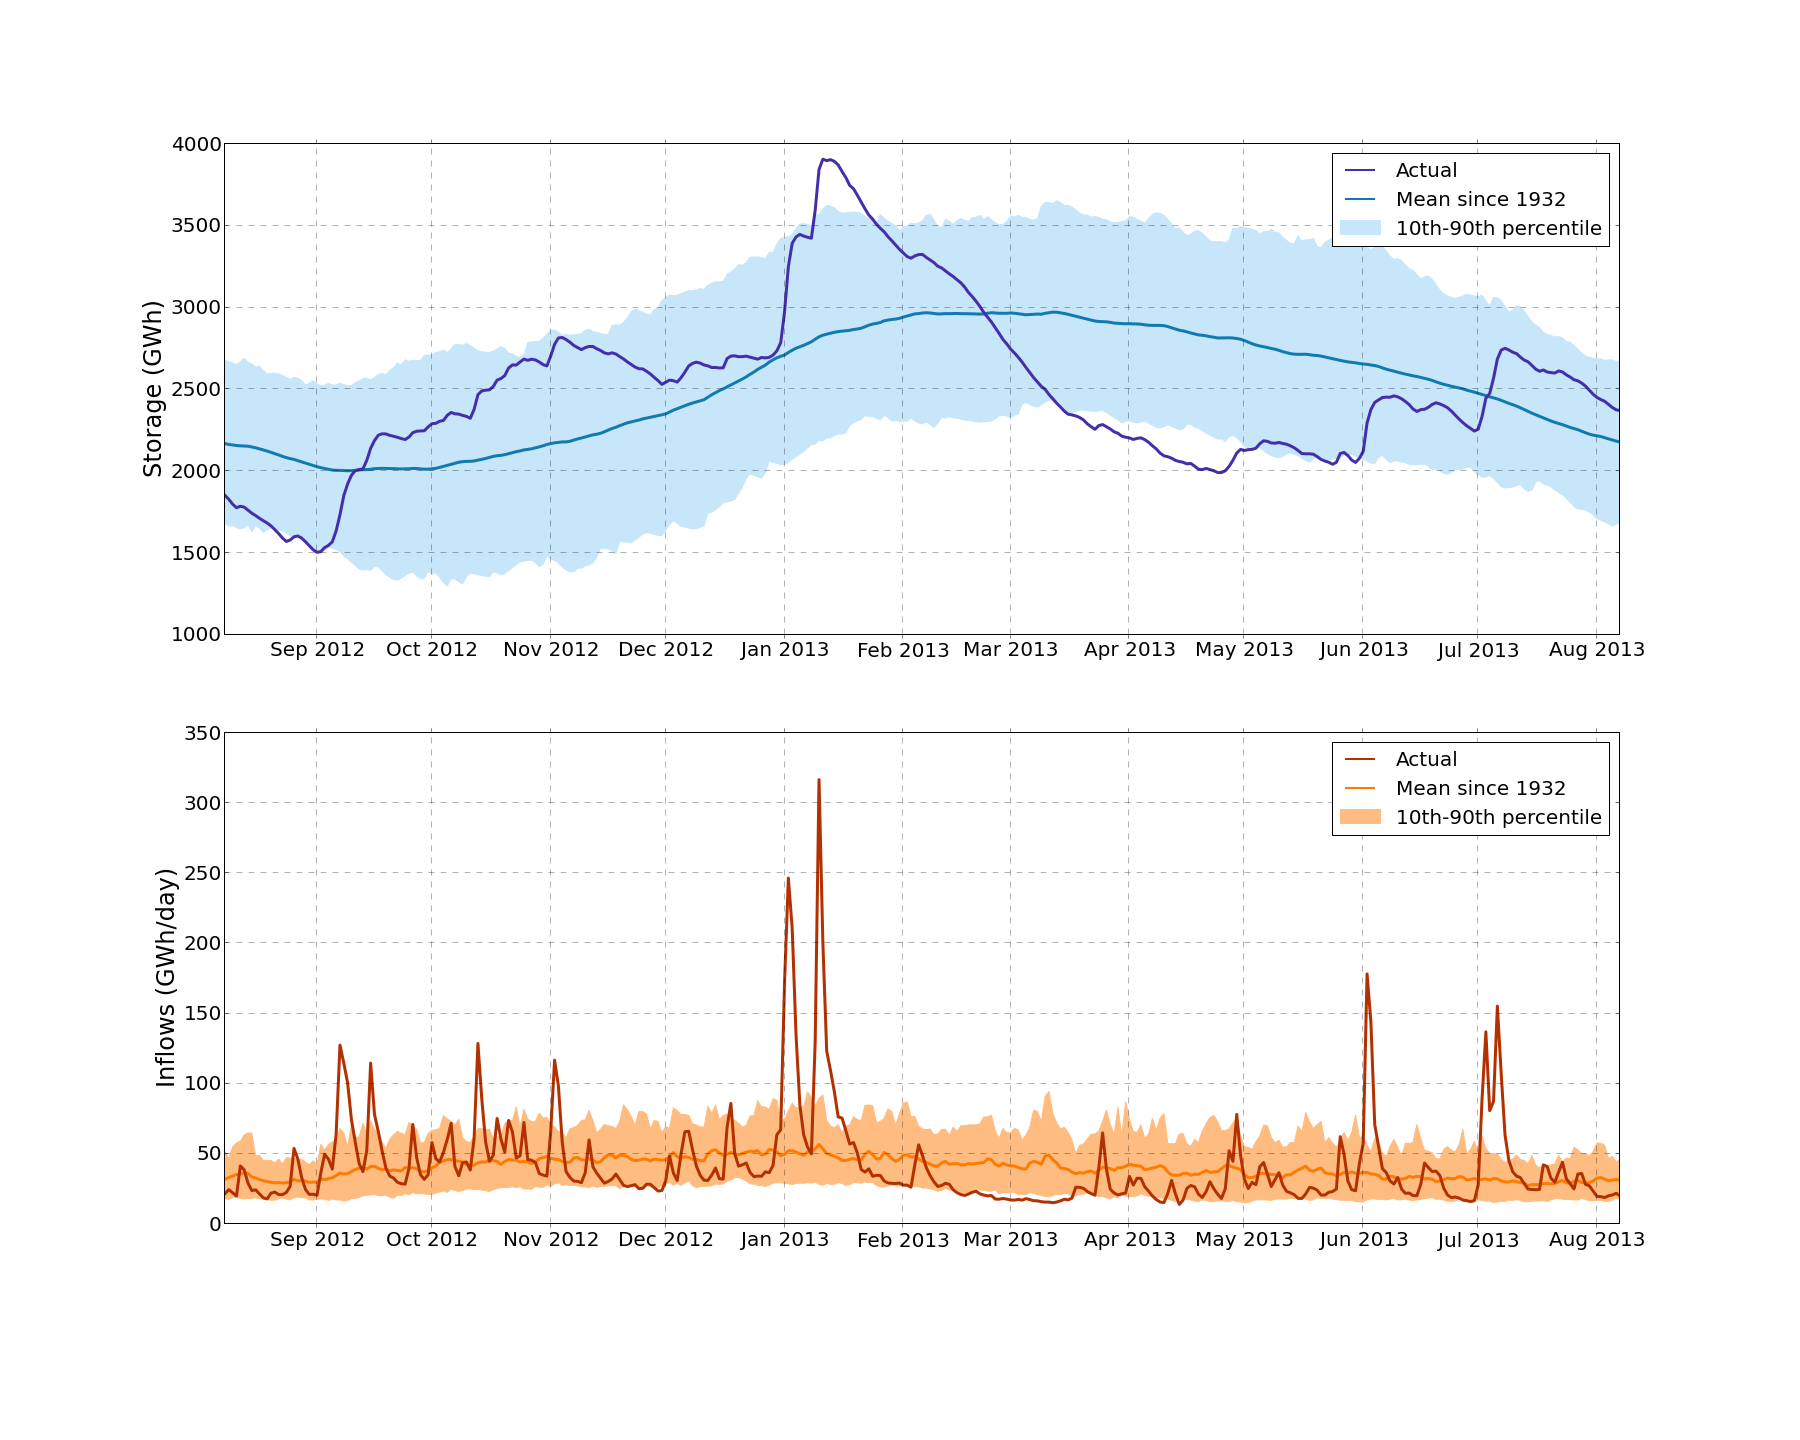 4000
3500
3000
2500
2000
1500
1000
Storage (GWh)
Actual
Mean since 1932
10th-90th percentile
Sep 2012 Oct 2012 Nov 2012 Dec 2012 Jan 2013 Feb 2013 Mar 2013 Apr 2013 May 2013 Jun 2013 Jul 2013 Aug 2013
350
300
250
200
150
100
50
0
Inflows (GWh/day)
Actual
Mean since 1932
10th-90th percentile
Sep 2012 Oct 2012 Nov 2012 Dec 2012 Jan 2013 Feb 2013 Mar 2013 Apr 2013 May 2013 Jun 2013 Jul 2013 Aug 2013